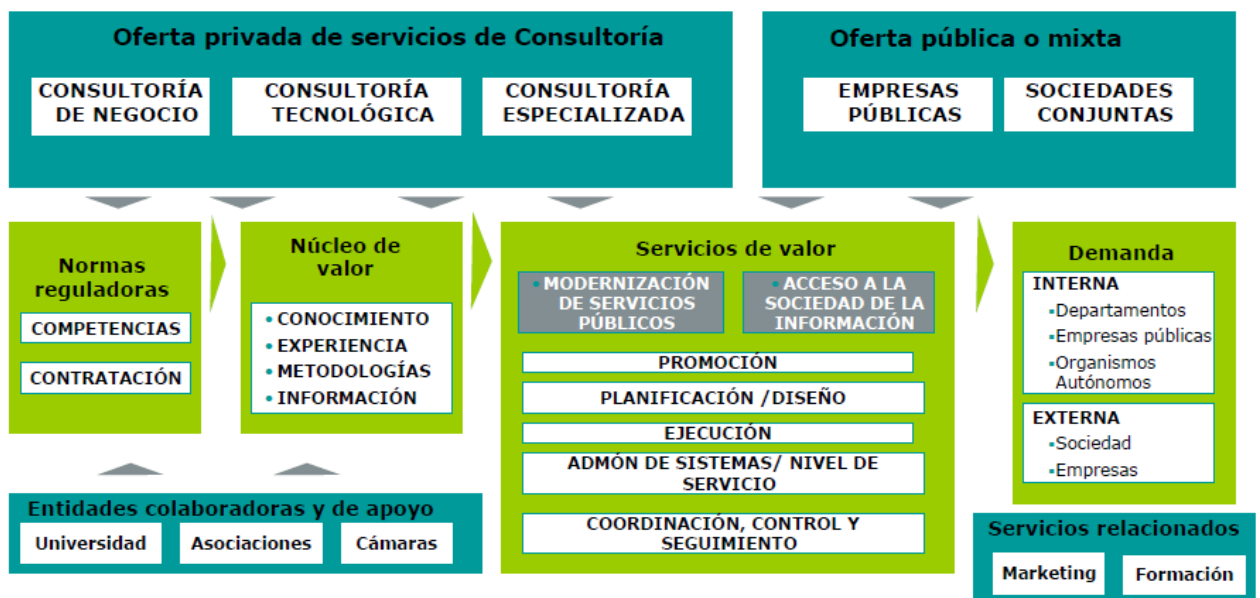 Oferta privada de servicios de Consultoría
CONSULTORÍA
DE NEGOCIO
CONSULTORÍA
TECNOLÓGICA
CONSULTORÍA
ESPECIALIZADA
Oferta pública o mixta
EMPRESAS
PÚBLICAS
SOCIEDADES
CONJUNTAS
Normas
reguladoras
COMPETENCIAS
CONTRATACIÓN
Núcleo de
valor
• CONOCIMIENTO
• EXPERIENCIA
• METODOLOGÍAS
• INFORMACIÓN
Servicios de valor
• MODERNIZACIÓN
DE SERVICIOS
PÚBLICOS
• ACCESO A LA
SOCIEDAD DE LA
INFORMACIÓN
PROMOCIÓN
PLANIFICACIÓN /DISEÑO
EJECUCIÓN
ADMÓN DE SISTEMAS/ NIVEL DE
SERVICIO
COORDINACIÓN, CONTROL Y
SEGUIMIENTO
Demanda
INTERNA
▪Departamentos
▪Empresas públicas
▪Organismos
Autónomos
EXTERNA
▪Sociedad
▪Empresas
Entidades colaboradoras y de apoyo
Universidad
Asociaciones
Cámaras
Servicios relacionados
Marketing
Formación